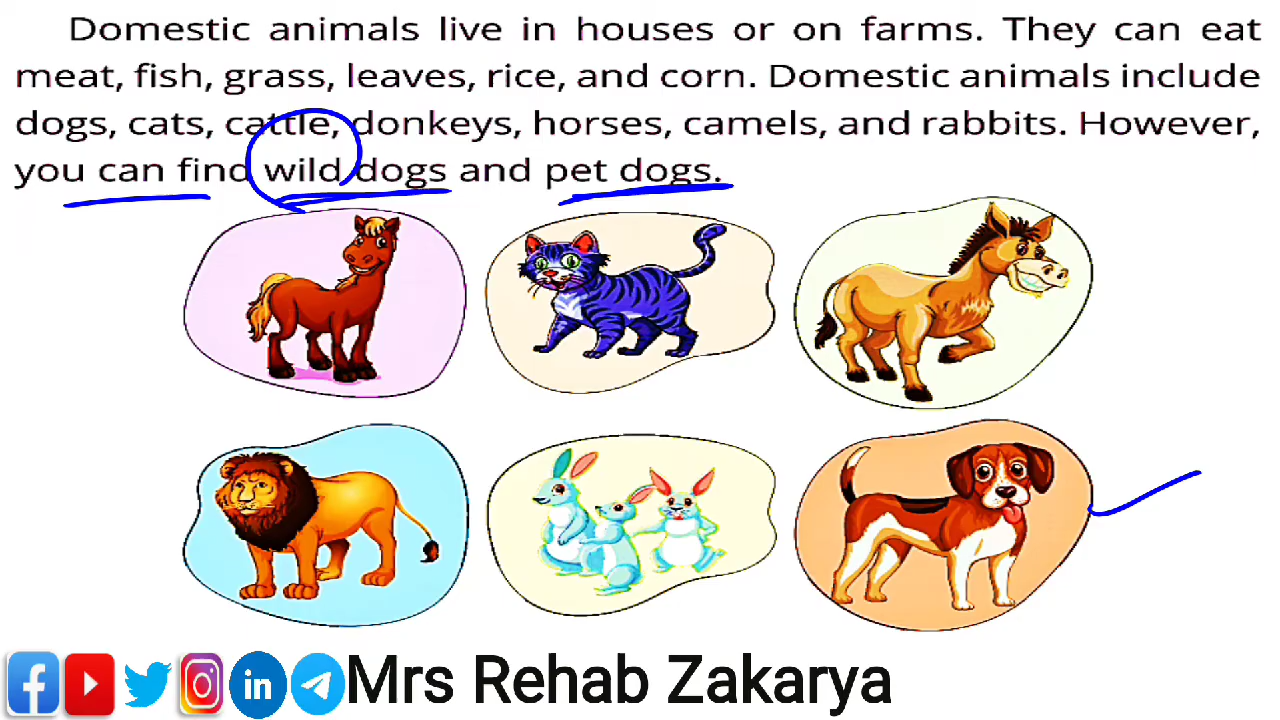 Domestic animals live in houses or on farms. They can eat
meat, fish, grass, leaves, rice, and corn. Domestic animals include
dogs, cats, cattle, donkeys, horses, camels, and rabbits. However,
you can find wild dogs and pet dogs.
Mrs Rehab Zakarya